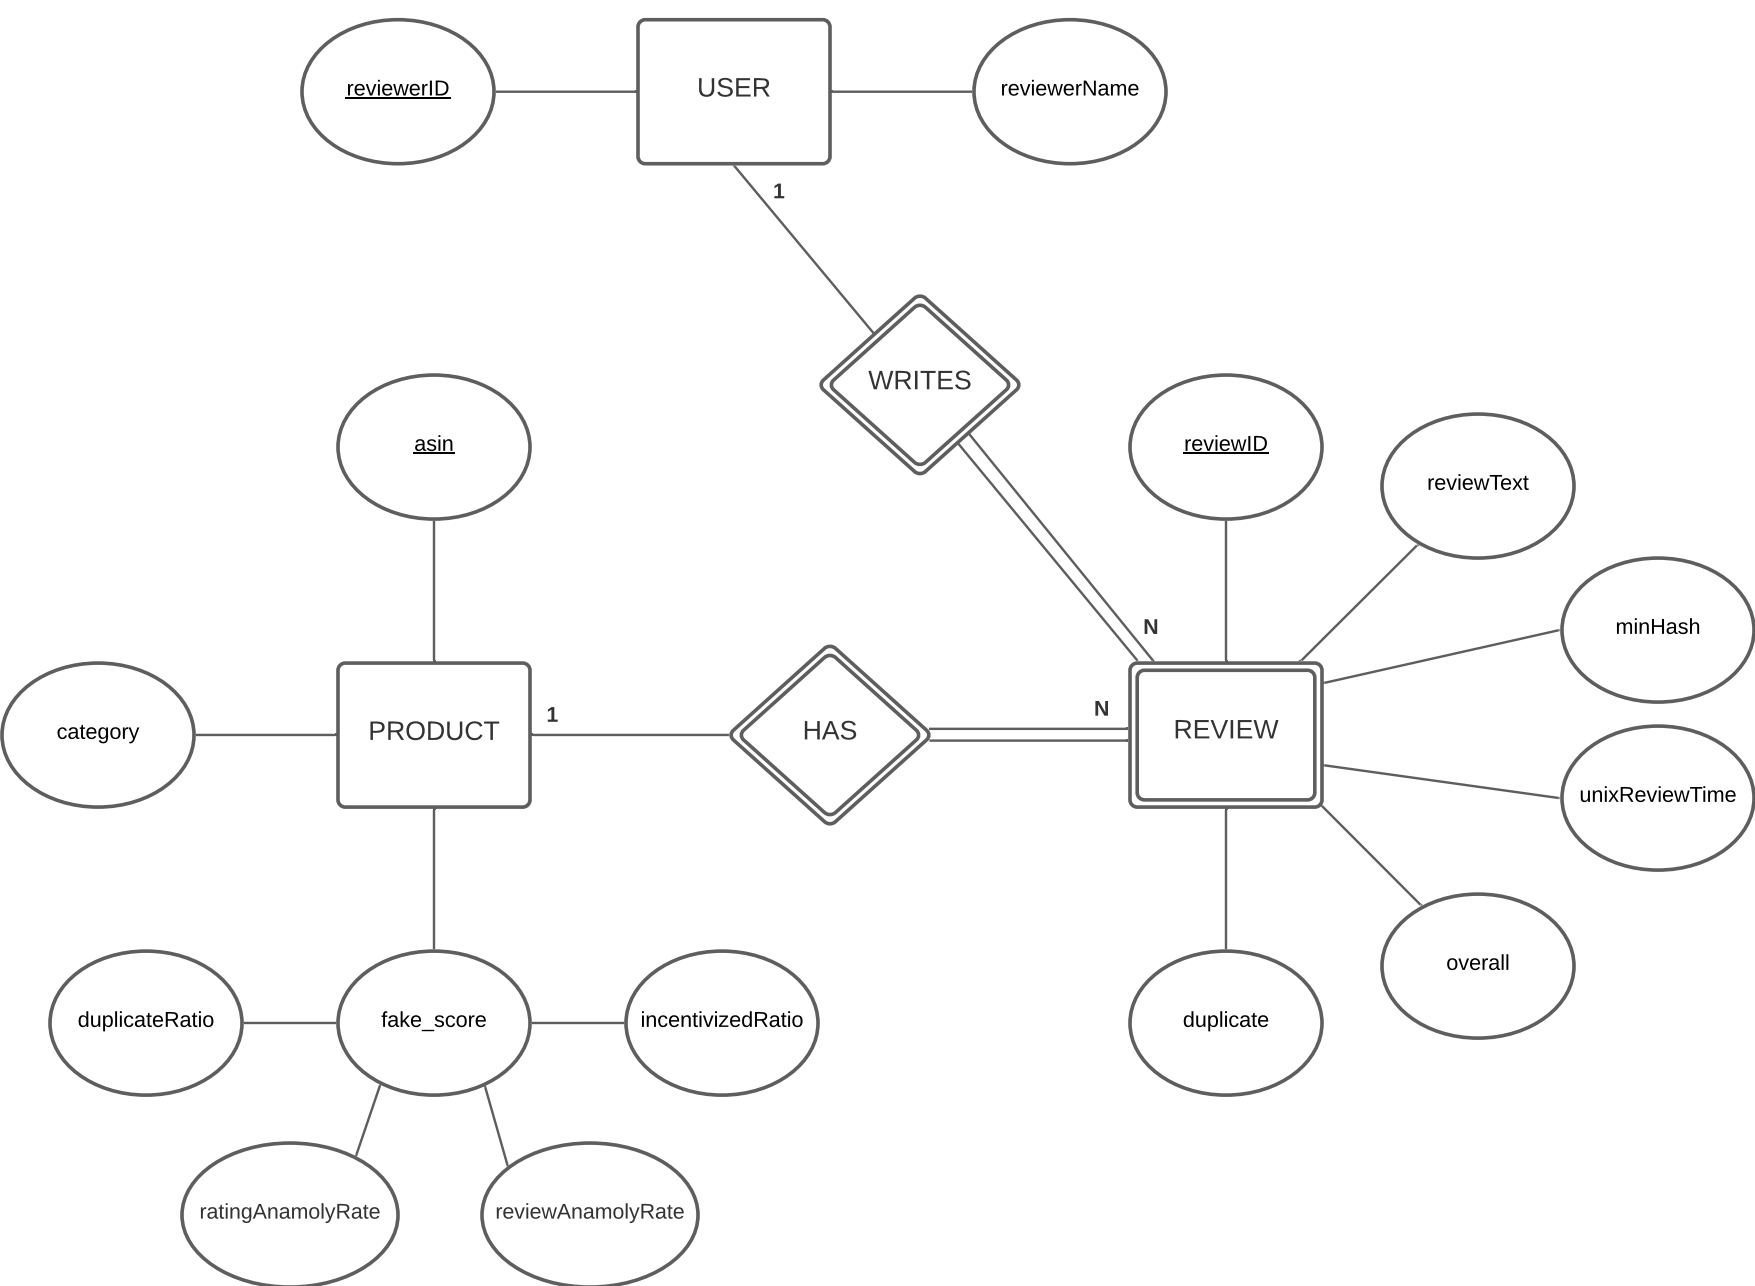 reviewerID
USER
reviewerName
1
WRITES
asin
reviewID
reviewText
minHash
N
category
PRODUCT
1
HAS
N
REVIEW
unixReviewTime
overall
duplicateRatio
fake_score
incentivizedRatio
duplicate
ratingAnamolyRate
reviewAnamolyRate